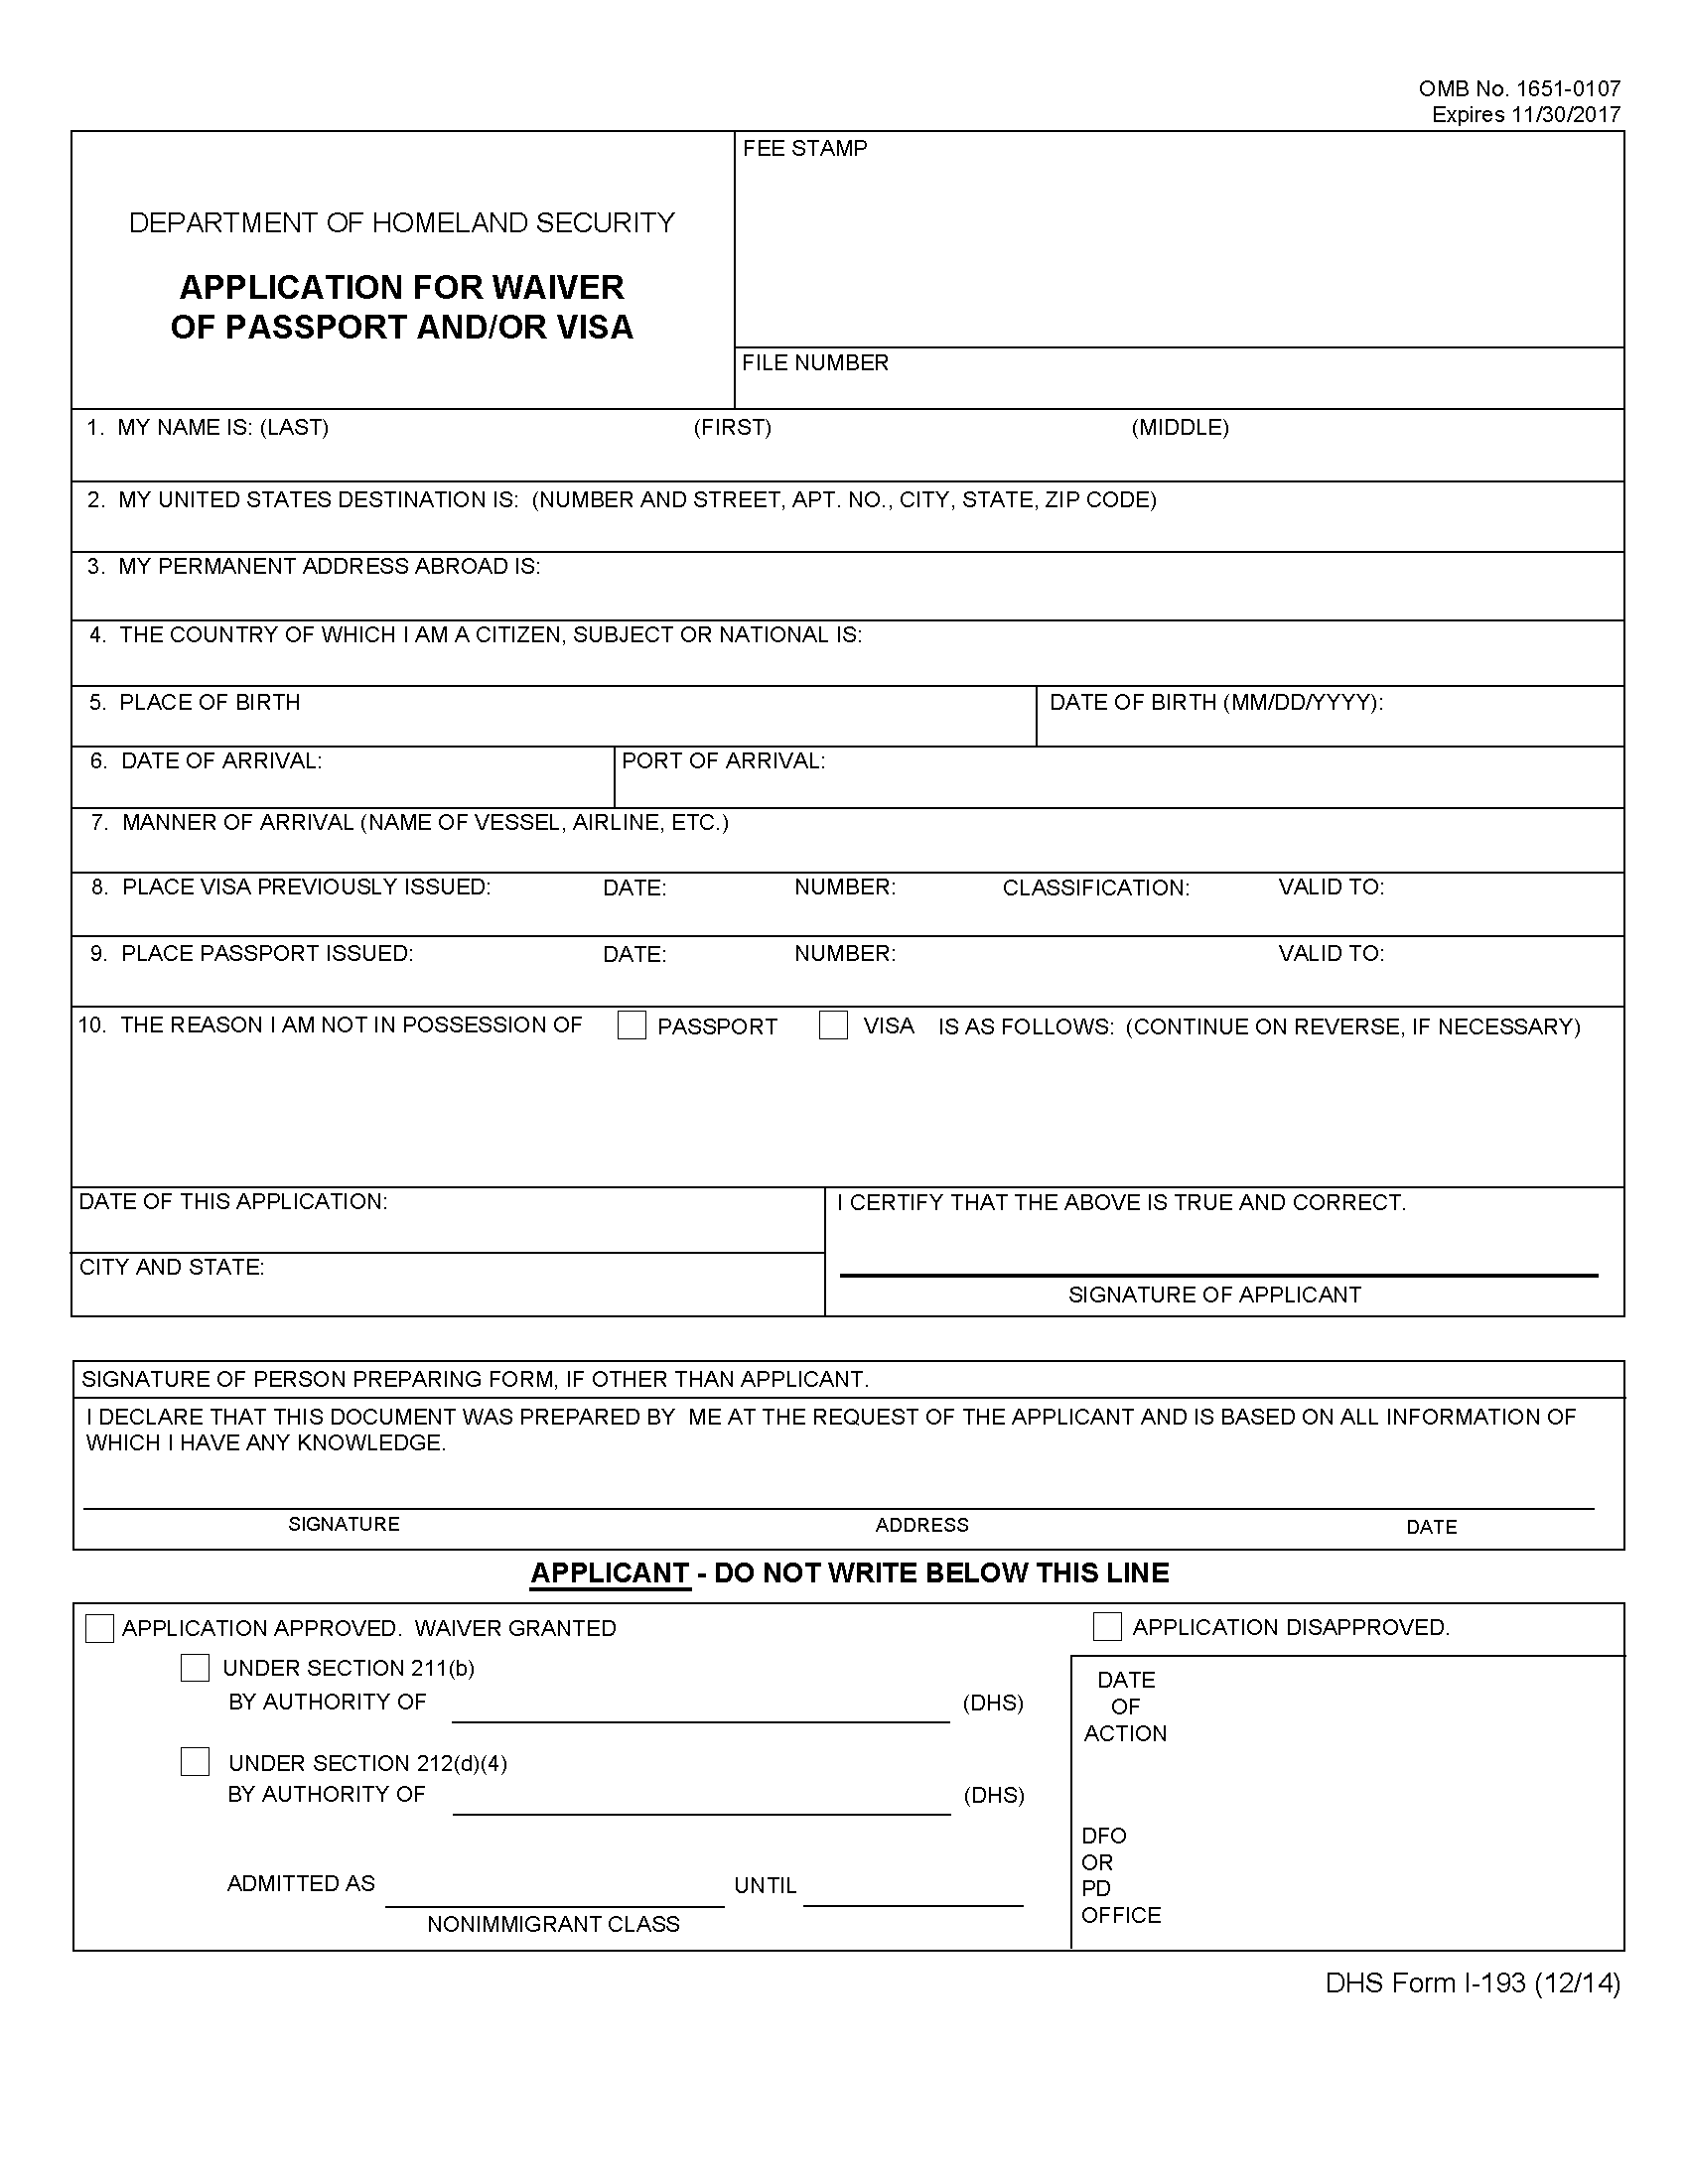 OMB No. 1651-0107
Expires 11/30/2017
DEPARTMENT OF HOMELAND SECURITY
APPLICATION FOR WAIVER
OF PASSPORT AND/OR VISA
FEE STAMP
FILE NUMBER
1. MY NAME IS: (LAST) (FIRST) (MIDDLE)
2. MY UNITED STATES DESTINATION IS: (NUMBER AND STREET, APT. NO., CITY, STATE, ZIP CODE)
3. MY PERMANENT ADDRESS ABROAD IS:
4. THE COUNTRY OF WHICH I AM A CITIZEN, SUBJECT OR NATIONAL IS:
5. PLACE OF BIRTH DATE OF BIRTH (MM/DD/YYYY):
6. DATE OF ARRIVAL: PORT OF ARRIVAL:
7. MANNER OF ARRIVAL (NAME OF VESSEL, AIRLINE, ETC.)
8. PLACE VISA PREVIOUSLY ISSUED: DATE: NUMBER: CLASSIFICATION: VALID TO:
9. PLACE PASSPORT ISSUED: DATE: NUMBER: VALID TO:
10. THE REASON I AM NOT IN POSSESSION OF PASSPORT VISA IS AS FOLLOWS: (CONTINUE ON REVERSE, IF NECESSARY)
DATE OF THIS APPLICATION:
CITY AND STATE:
I CERTIFY THAT THE ABOVE IS TRUE AND CORRECT.
SIGNATURE OF APPLICANT
SIGNATURE OF PERSON PREPARING FORM, IF OTHER THAN APPLICANT.
I DECLARE THAT THIS DOCUMENT WAS PREPARED BY ME AT THE REQUEST OF THE APPLICANT AND IS BASED ON ALL INFORMATION OF
WHICH I HAVE ANY KNOWLEDGE.
SIGNATURE ADDRESS DATE
APPLICANT - DO NOT WRITE BELOW THIS LINE
APPLICATION APPROVED. WAIVER GRANTED
UNDER SECTION 211(b)
BY AUTHORITY OF (DHS)
UNDER SECTION 212(d)(4)
BY AUTHORITY OF (DHS)
ADMITTED AS UNTIL
NONIMMIGRANT CLASS
APPLICATION DISAPPROVED.
DATE
OF
ACTION
DFO
OR
PD
OFFICE
DHS Form I-193 (12/14)